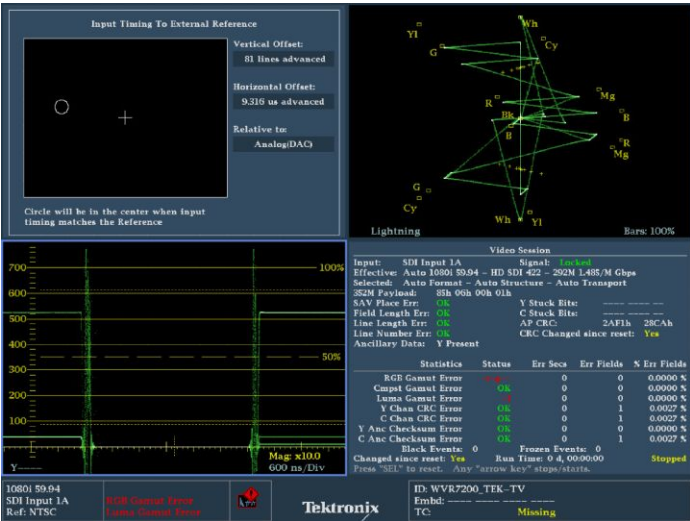 Input Timing To External Reference
Vertical Offset:
81 lines advanced
Horizontal Offset:
9.316 us advanced
Relative to:
Analog(DAC)
Circle will be in the center when input
timing matches the Reference
Wh
Yl
Cy
G
Mg
R
B
Bk
B
R
Mg
G
Cy
Wh
Yl
Lightning
Bars: 100%
700
100%
600
500
400
50%
300
200
100
Mag: x10.0
Y
600 ns/Div
Video Session
Input: SDI Input 1A Signal: Locked
Effective: Auto 1080i 59.94 - HD SDI 422 - 292M 1.485/M Gbps
Selected: Auto Format - Auto Structure - Auto Transport
352M Payload: 85h 06h 00h 01h
SAV Place Err: OK Y Stuck Bits: ---- ---- -- --
Field Length Err: OK C Stuck Bits: ---- ---- -- --
Line Length Err: OK AP CRC: 2AF1h 28CAh
Line Number Err: OK CRC Changed since reset: Yes
Ancillary Data: Y Present
Statistics Status Err Secs Err Fields % Err Fields
RGB Gamut Error 0 0 0.0000 %
Cmpst Gamut Error OK 0 0 0.0000 %
Luma Gamut Error 0 0 0.0000 %
Y Chan CRC Error OK 0 1 0.0027 %
C Chan CRC Error OK 0 1 0.0027 %
Y Anc Checksum Error OK 0 0 0.0000 %
C Anc Checksum Error OK 0 1 0.0027 %
Black Events: 0 Frozen Events: 0
Changed since reset: Yes Run Time: 0 d, 00:00:00 Stopped
Press "SEL" to reset. Any "arrow key" stops/starts.
1080i 59.94
SDI Input 1A
Ref: NTSC
RGB Gamut Error
Luma Gamut Error
Tektronix
ID: WVR7200_TEK-TV
Embd: ---- ---- ---- ----
TC: Missing